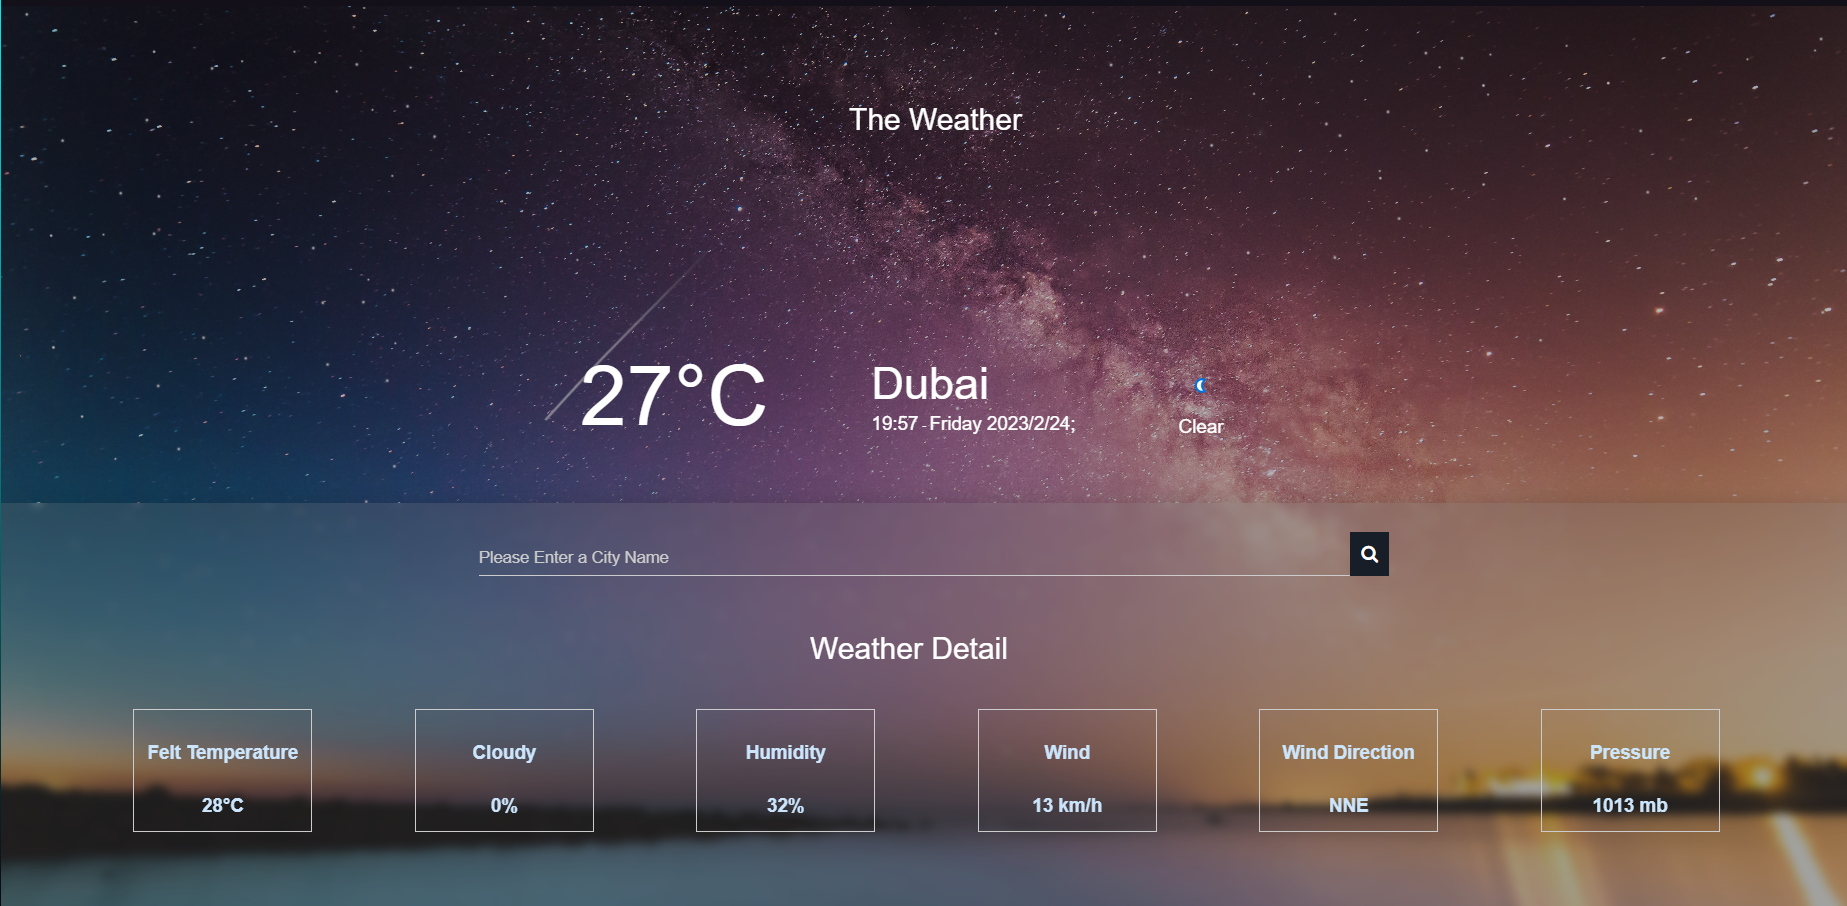 The Weather
27°C
Dubai
19:57 - Friday 2023/2/24;
Clear
Please Enter a City Name
Weather Detail
Felt Temperature
28°C
Cloudy
0%
Humidity
32%
Wind
13 km/h
Wind Direction
NNE
Pressure
1013 mb